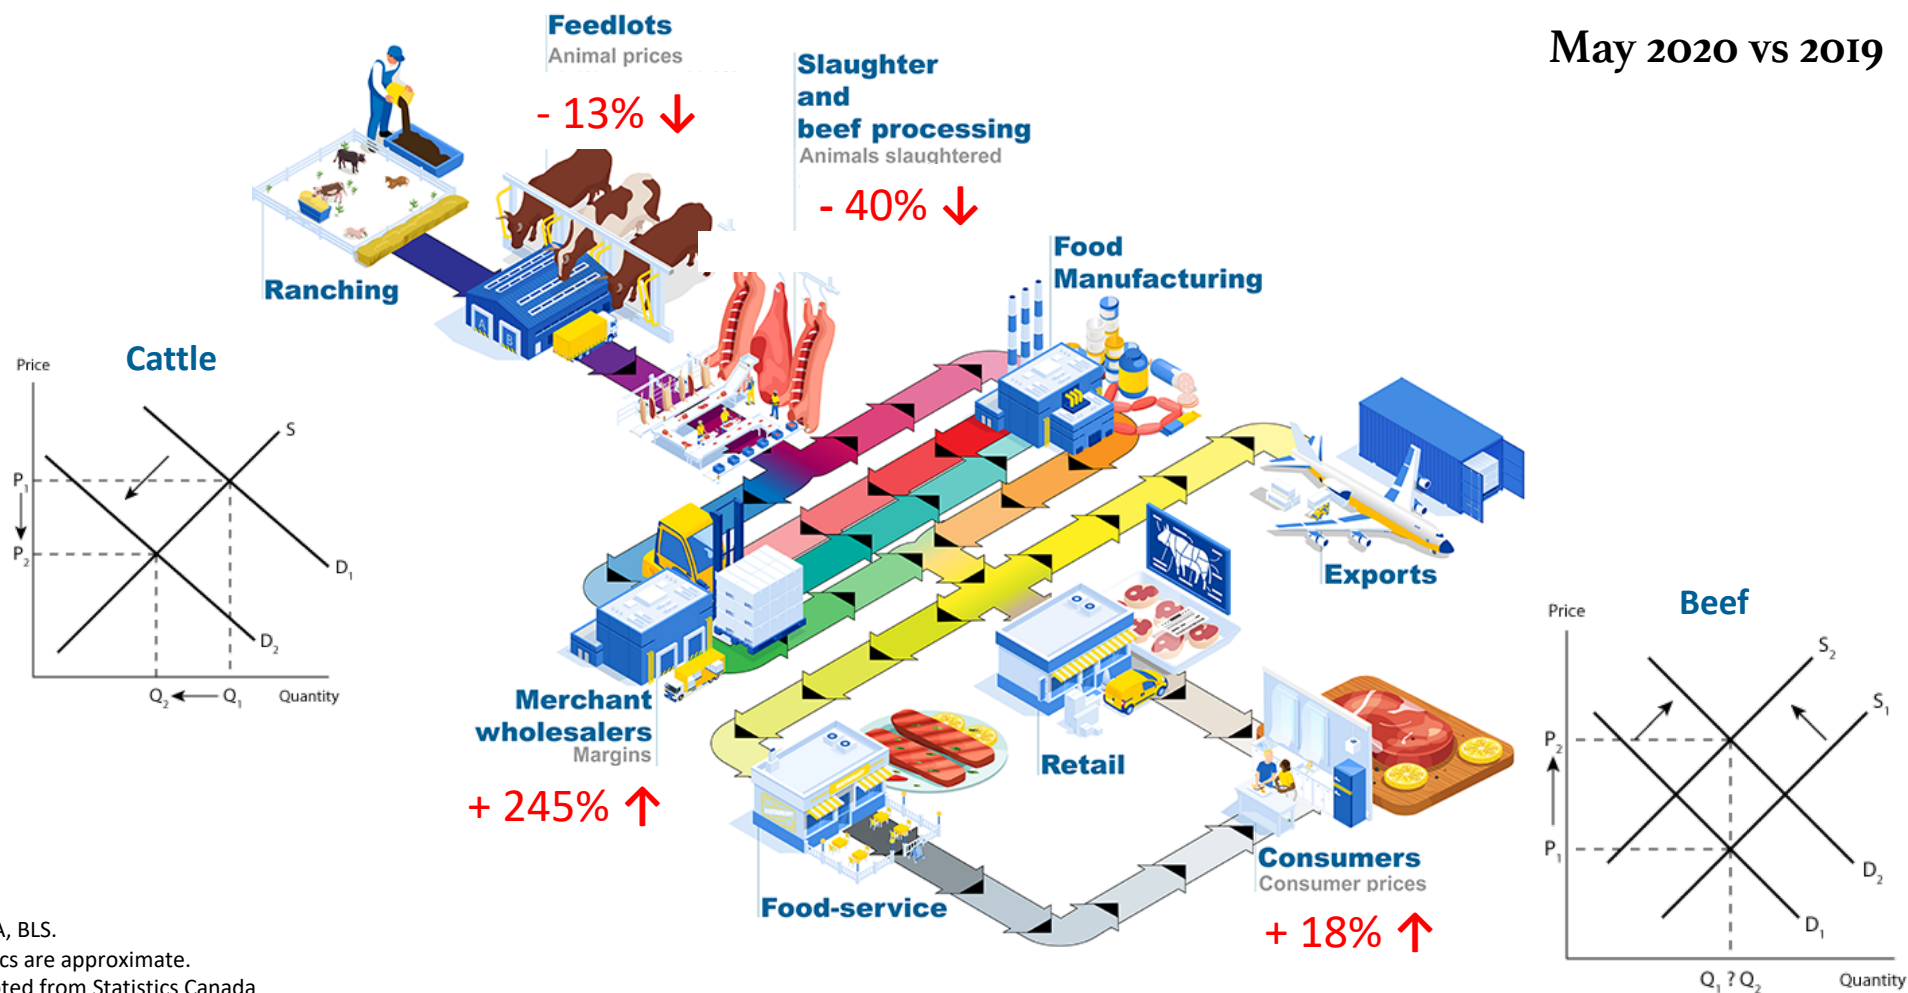 May 2020 vs 2019
Feedlots
Animal prices
- 13% ↓
Slaughter
and
beef processing
Animals slaughtered
- 40% ↓
Ranching
Food
Manufacturing
Cattle
Price
S
P1
P2
D1
D2
Q2
Q1
Quantity
A
B
Exports
Merchant
wholesalers
Margins
+ 245% ↑
Retail
Food-service
Consumers
Consumer prices
+ 18% ↑
Beef
Price
S2
S1
P2
P1
D2
D1
Q1 ? Q2
Quantity
A, BLS.
cs are approximate.
oted from Statistics Canada